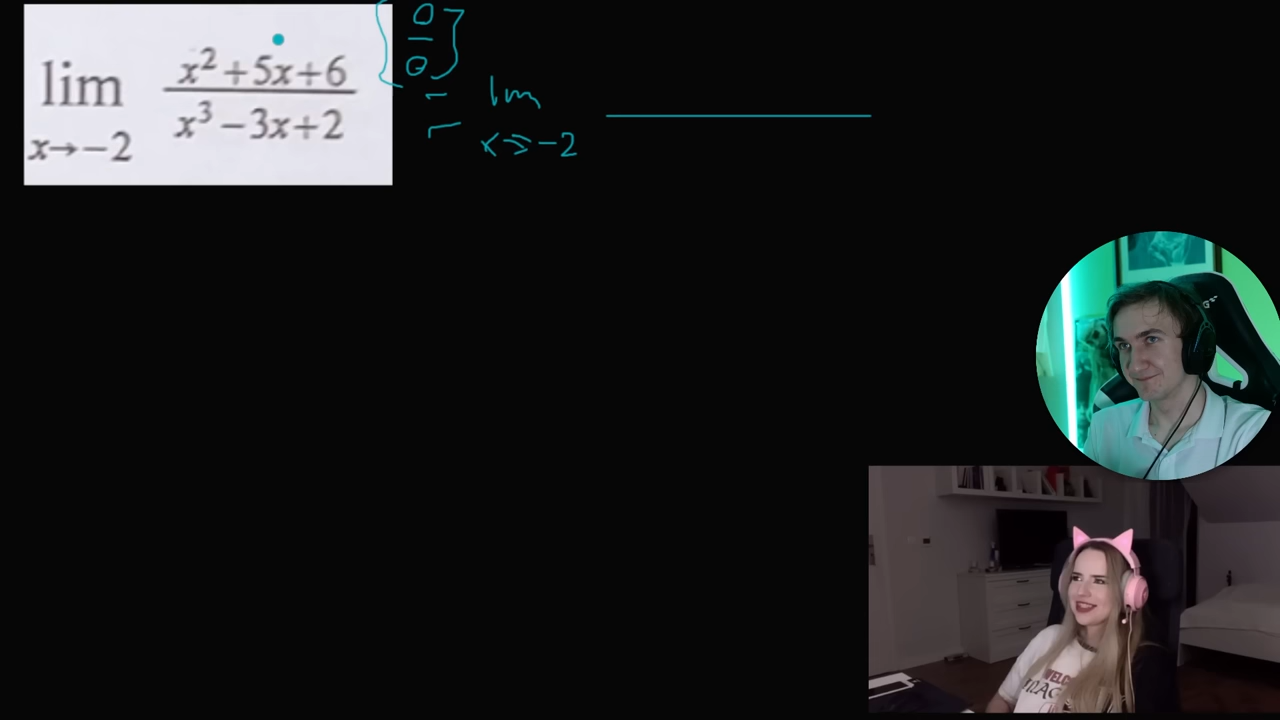 lim x→−2 x² + 5x + 6 / x³ − 3x + 2
{0/0}
= lim x→−2